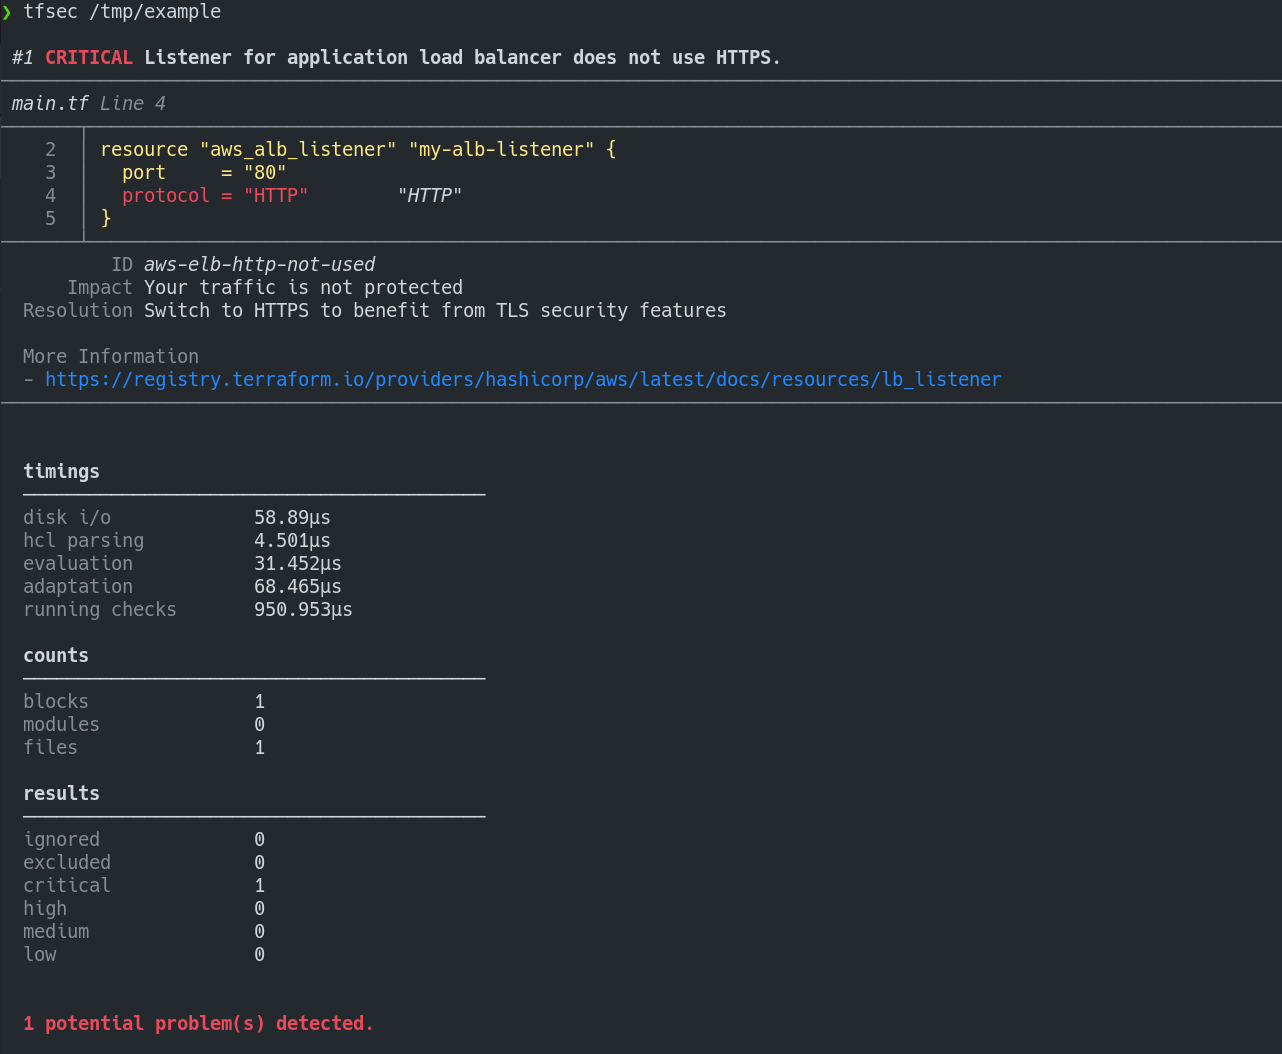 ❯ tfsec /tmp/example
#1 CRITICAL Listener for application load balancer does not use HTTPS.
main.tf Line 4
2 resource "aws_alb_listener" "my-alb-listener" {
3 port = "80"
4 protocol = "HTTP" "HTTP"
5 }
ID aws-elb-http-not-used
Impact Your traffic is not protected
Resolution Switch to HTTPS to benefit from TLS security features
More Information
- https://registry.terraform.io/providers/hashicorp/aws/latest/docs/resources/lb_listener
timings
disk i/o 58.89µs
hcl parsing 4.501µs
evaluation 31.452µs
adaptation 68.465µs
running checks 950.953µs
counts
blocks 1
modules 0
files 1
results
ignored 0
excluded 0
critical 1
high 0
medium 0
low 0
1 potential problem(s) detected.